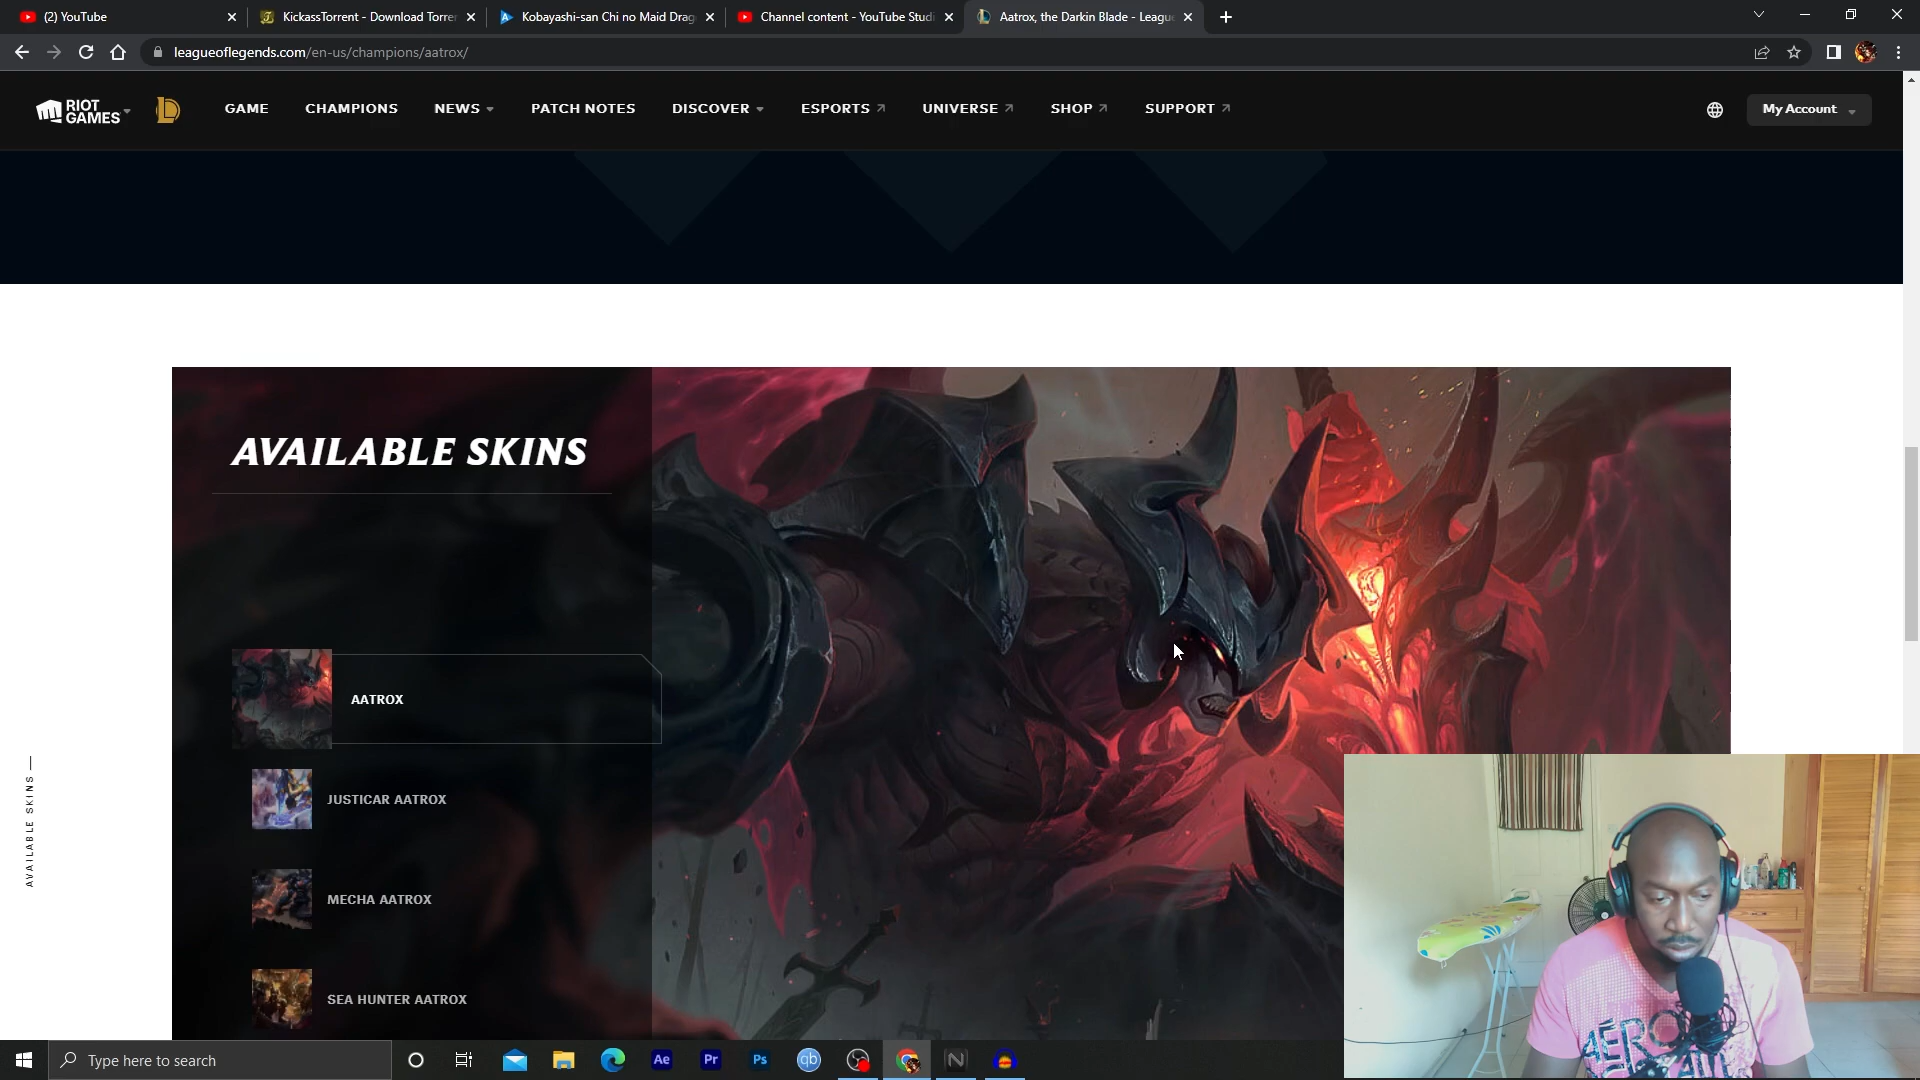 (2) YouTube
KickassTorrent - Download Torrer
Kobayashi-san Chi no Maid Drag
Channel content - YouTube Studi
Aatrox, the Darkin Blade - Leagu
leagueoflegends.com/en-us/champions/aatrox/
RIOT GAMES
GAME
CHAMPIONS
NEWS
PATCH NOTES
DISCOVER
ESPORTS
UNIVERSE
SHOP
SUPPORT
My Account
AVAILABLE SKINS
AATROX
JUSTICAR AATROX
MECHA AATROX
SEA HUNTER AATROX
AVAILABLE SKINS
AÉRO
Type here to search
Ae
Pr
Ps
qb
N